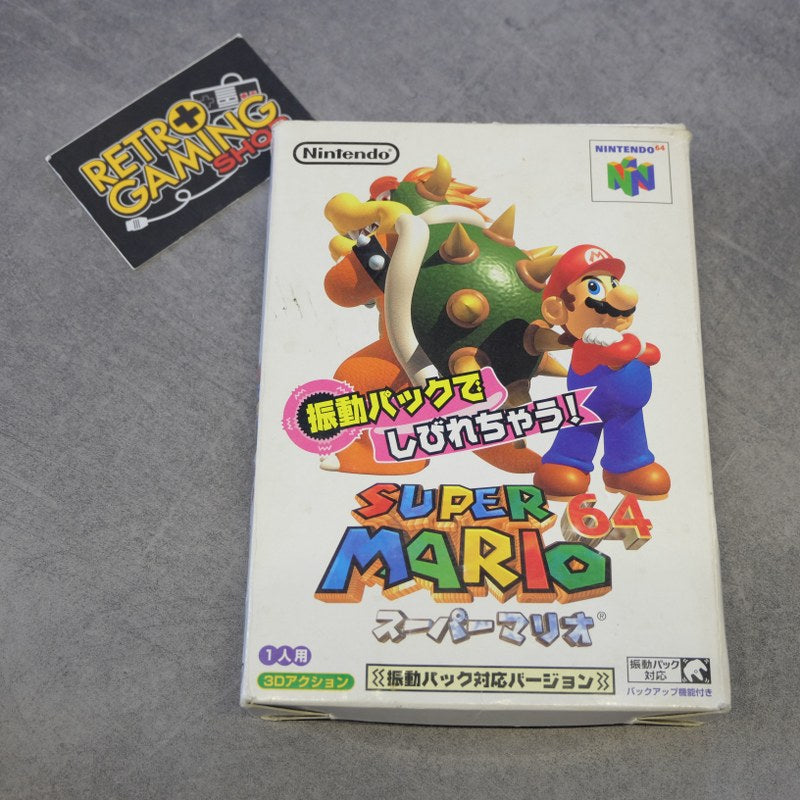 RETRO
GAMING
SHOP
Nintendo
NINTENDO 64
M
振動パックで
しびれちゃう!
SUPER
MARIO 64
スーパーマリオ®
1人用
3Dアクション
振動パック対応バージョン
振動パック
対応
バックアップ機能付き